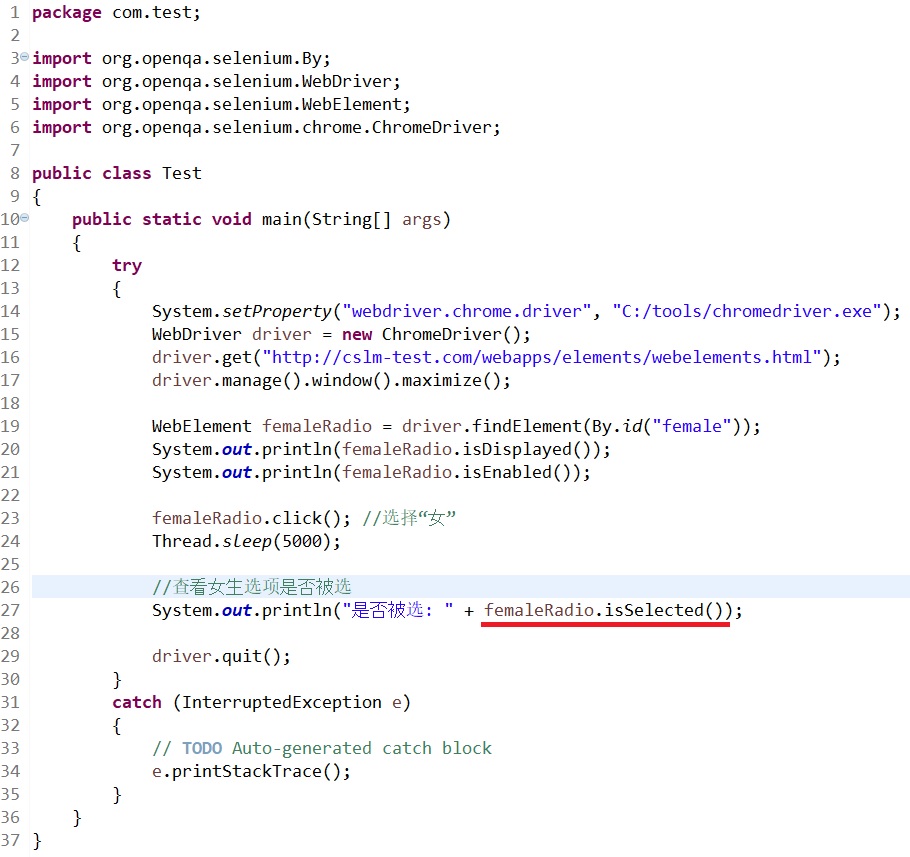 1 package com.test;
2
3 import org.openqa.selenium.By;
4 import org.openqa.selenium.WebDriver;
5 import org.openqa.selenium.WebElement;
6 import org.openqa.selenium.chrome.ChromeDriver;
7
8 public class Test
9 {
10 public static void main(String[] args)
11 {
12 try
13 {
14 System.setProperty("webdriver.chrome.driver", "C:/tools/chromedriver.exe");
15 WebDriver driver = new ChromeDriver();
16 driver.get("http://cslm-test.com/webapps/elements/webelements.html");
17 driver.manage().window().maximize();
18
19 WebElement femaleRadio = driver.findElement(By.id("female"));
20 System.out.println(femaleRadio.isDisplayed());
21 System.out.println(femaleRadio.isEnabled());
22
23 femaleRadio.click(); //选择“女”
24 Thread.sleep(5000);
25
26 //查看女生选项是否被选
27 System.out.println("是否被选: " + femaleRadio.isSelected());
28
29 driver.quit();
30 }
31 catch (InterruptedException e)
32 {
33 // TODO Auto-generated catch block
34 e.printStackTrace();
35 }
36 }
37 }